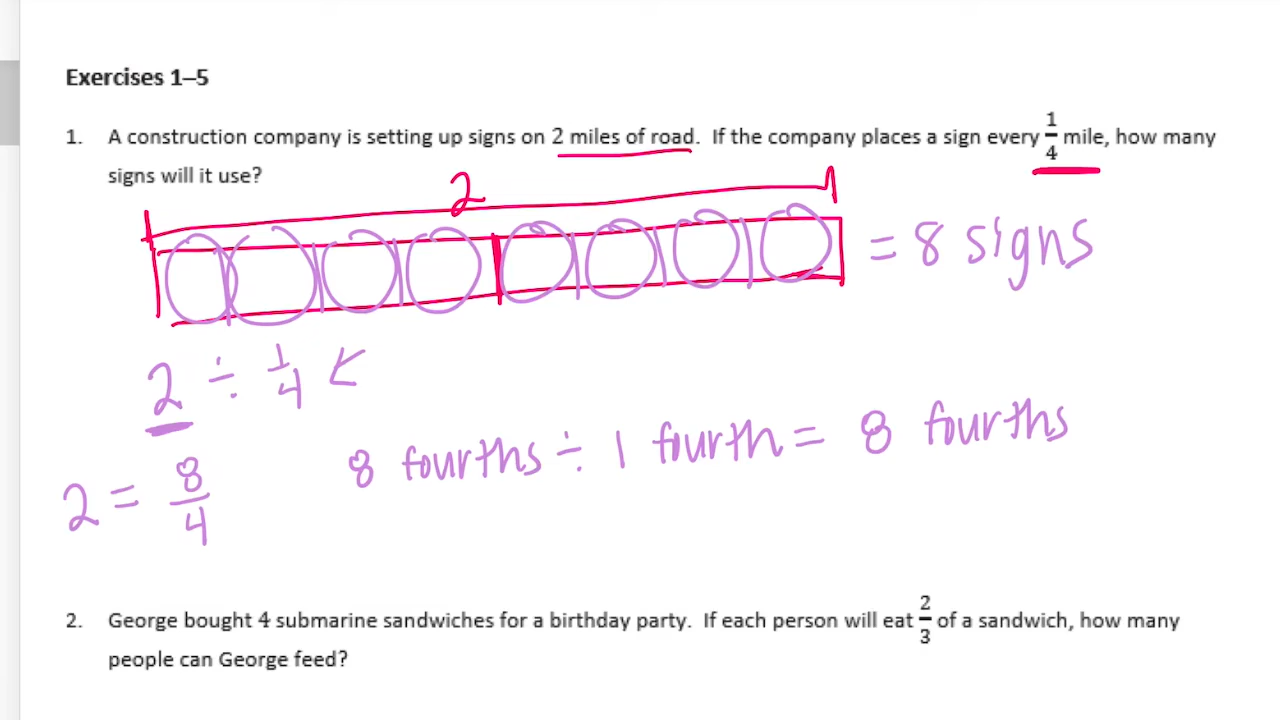 Exercises 1–5
1. A construction company is setting up signs on 2 miles of road. If the company places a sign every 1/4 mile, how many
signs will it use?
2
= 8 signs
2 ÷ 1/4 <
8 fourths ÷ 1 fourth = 8 fourths
2 = 8/4
2. George bought 4 submarine sandwiches for a birthday party. If each person will eat 2/3 of a sandwich, how many
people can George feed?